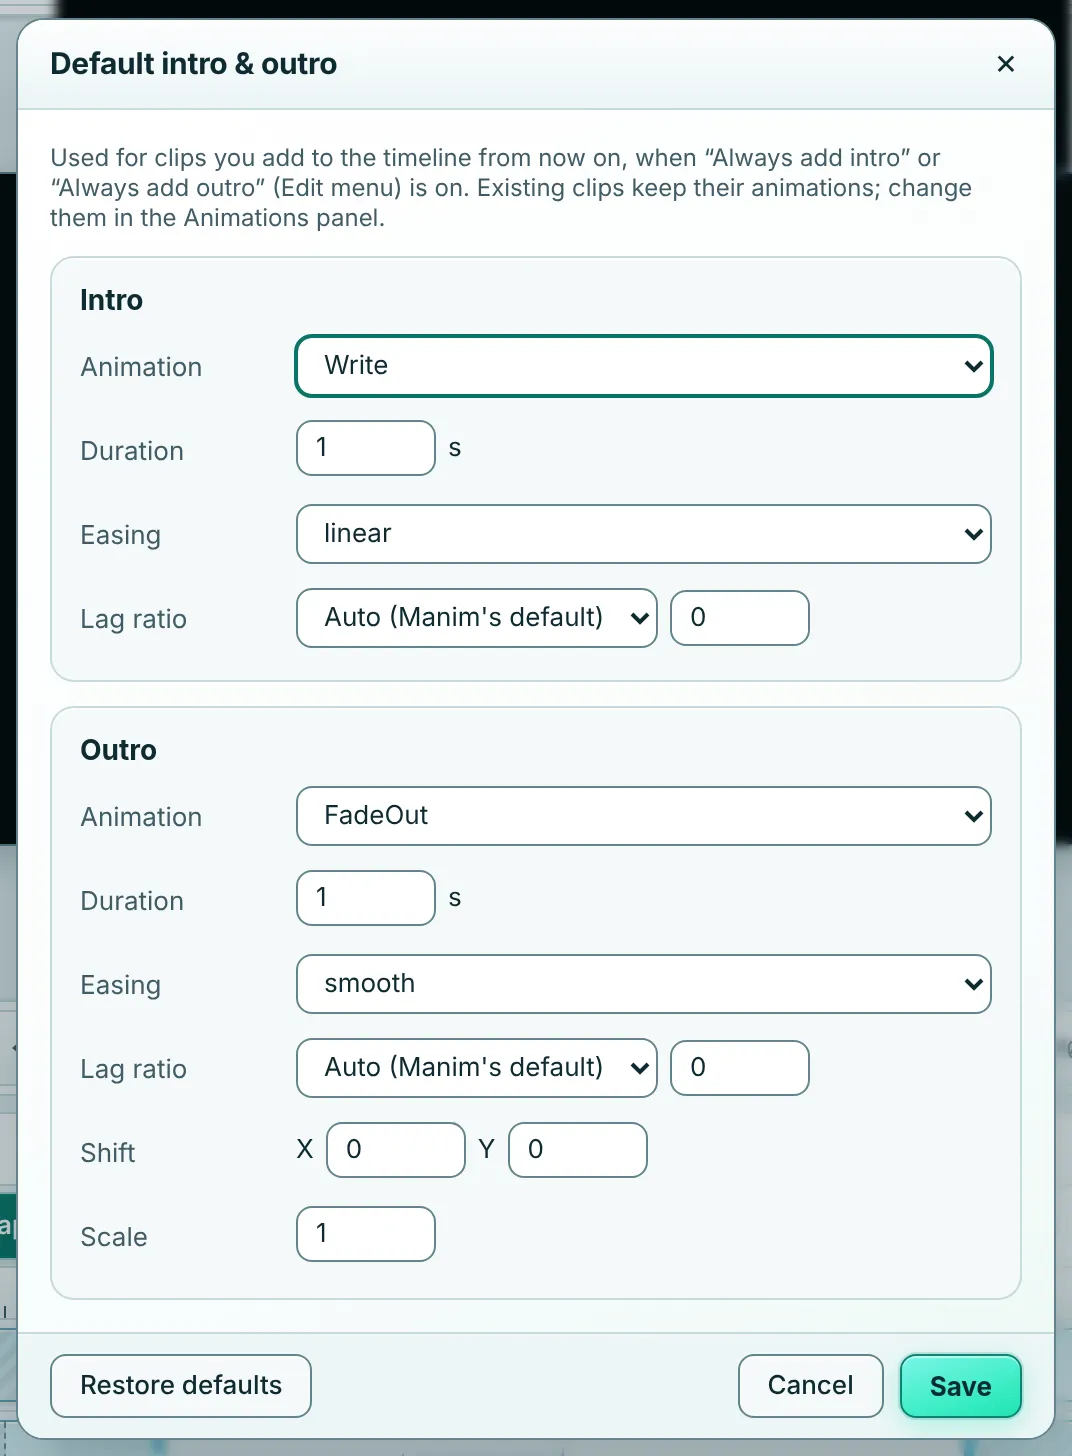 Default intro & outro
Used for clips you add to the timeline from now on, when “Always add intro” or
“Always add outro” (Edit menu) is on. Existing clips keep their animations; change
them in the Animations panel.
Intro
Animation Write
Duration 1 s
Easing linear
Lag ratio Auto (Manim's default) 0
Outro
Animation FadeOut
Duration 1 s
Easing smooth
Lag ratio Auto (Manim's default) 0
Shift X 0 Y 0
Scale 1
Restore defaults Cancel Save